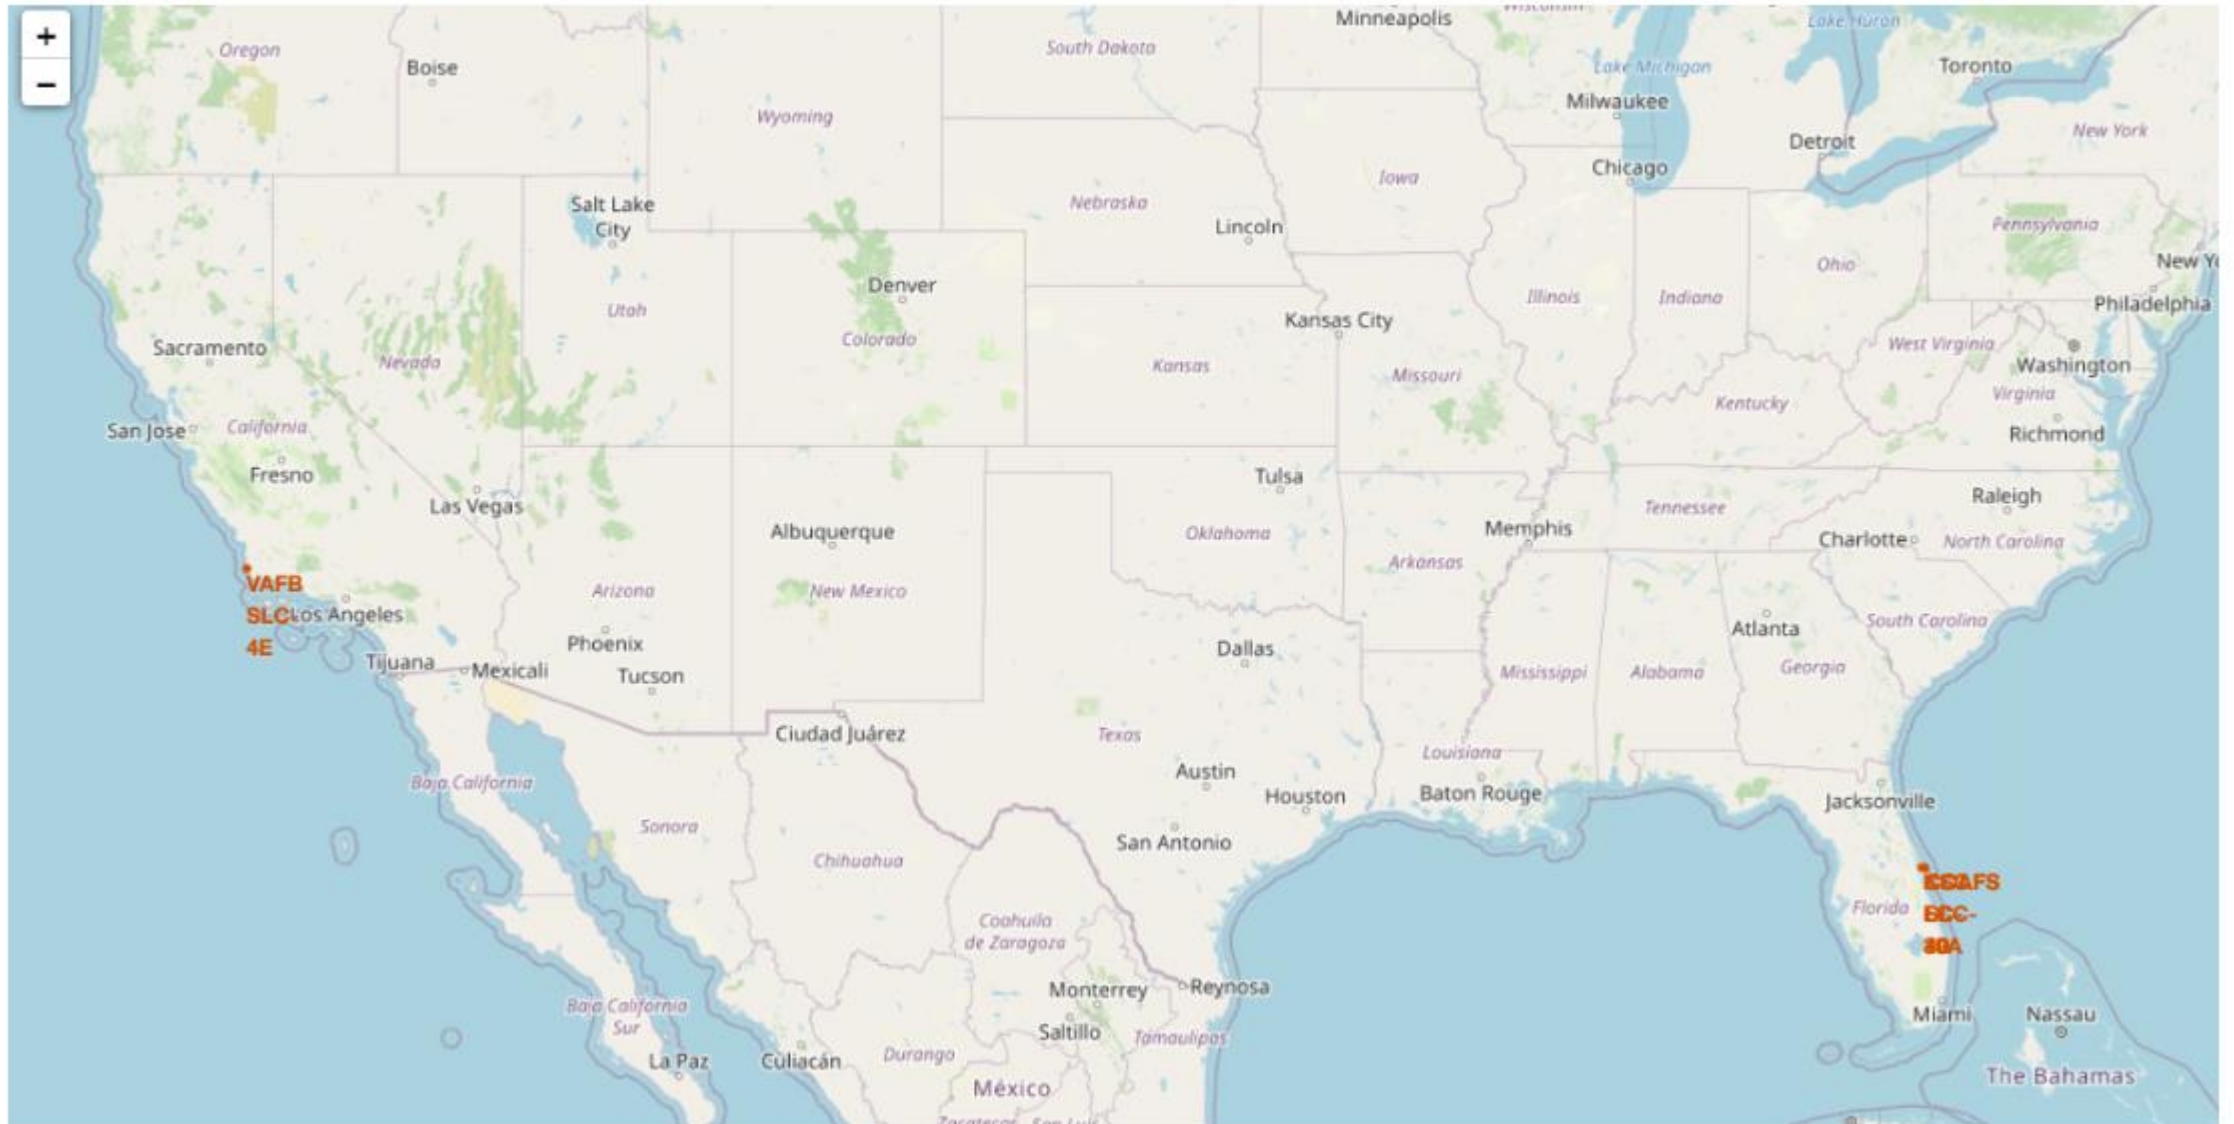 +
−
Oregon
Boise
Wyoming
South Dakota
Minneapolis
Wisconsin
Lake Michigan
Milwaukee
Lake Huron
Toronto
Detroit
New York
Chicago
Iowa
Nebraska
Lincoln
Salt Lake
City
Pennsylvania
New Yo
Ohio
Denver
Utah
Colorado
Illinois
Indiana
Philadelphia
Kansas City
Sacramento
Nevada
Kansas
Missouri
West Virginia
Washington
Virginia
Kentucky
San Jose
California
Richmond
Fresno
Las Vegas
Tulsa
Raleigh
Tennessee
Albuquerque
Oklahoma
Memphis
Charlotte
North Carolina
VAFB
SLC
4E
Los Angeles
Arizona
New Mexico
Arkansas
South Carolina
Atlanta
Phoenix
Dallas
Tijuana
Mexicali
Tucson
Mississippi
Alabama
Georgia
Ciudad Juárez
Texas
Louisiana
Baja California
Austin
Houston
Baton Rouge
Jacksonville
Sonora
San Antonio
Chihuahua
Florida
Coahuila
de Zaragoza
Monterrey
Reynosa
Baja California
Sur
Saltillo
Tamaulipas
Miami
Nassau
La Paz
Culiacán
Durango
México
The Bahamas